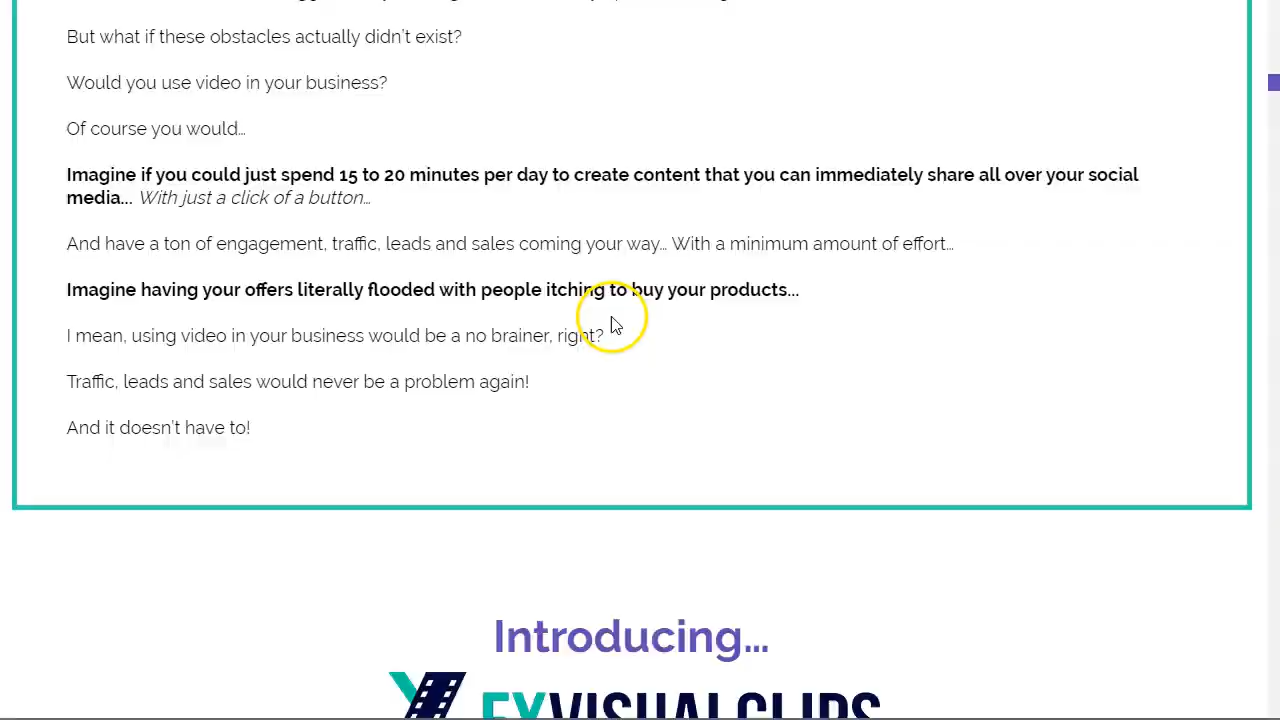 But what if these obstacles actually didn't exist?
Would you use video in your business?
Of course you would...
Imagine if you could just spend 15 to 20 minutes per day to create content that you can immediately share all over your social
media... With just a click of a button...
And have a ton of engagement, traffic, leads and sales coming your way... With a minimum amount of effort...
Imagine having your offers literally flooded with people itching to buy your products...
I mean, using video in your business would be a no brainer, right?
Traffic, leads and sales would never be a problem again!
And it doesn't have to!
Introducing...
FXVISUALCLIPS